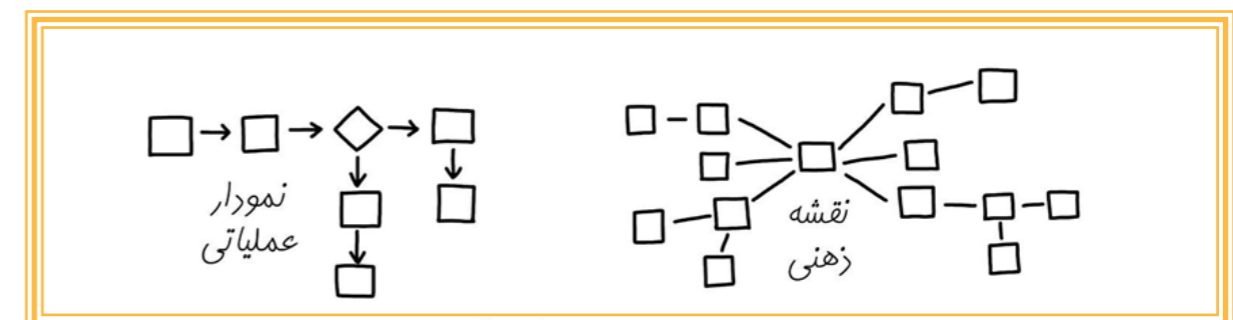 نمودار
عملیاتی
نقشه
ذهنی